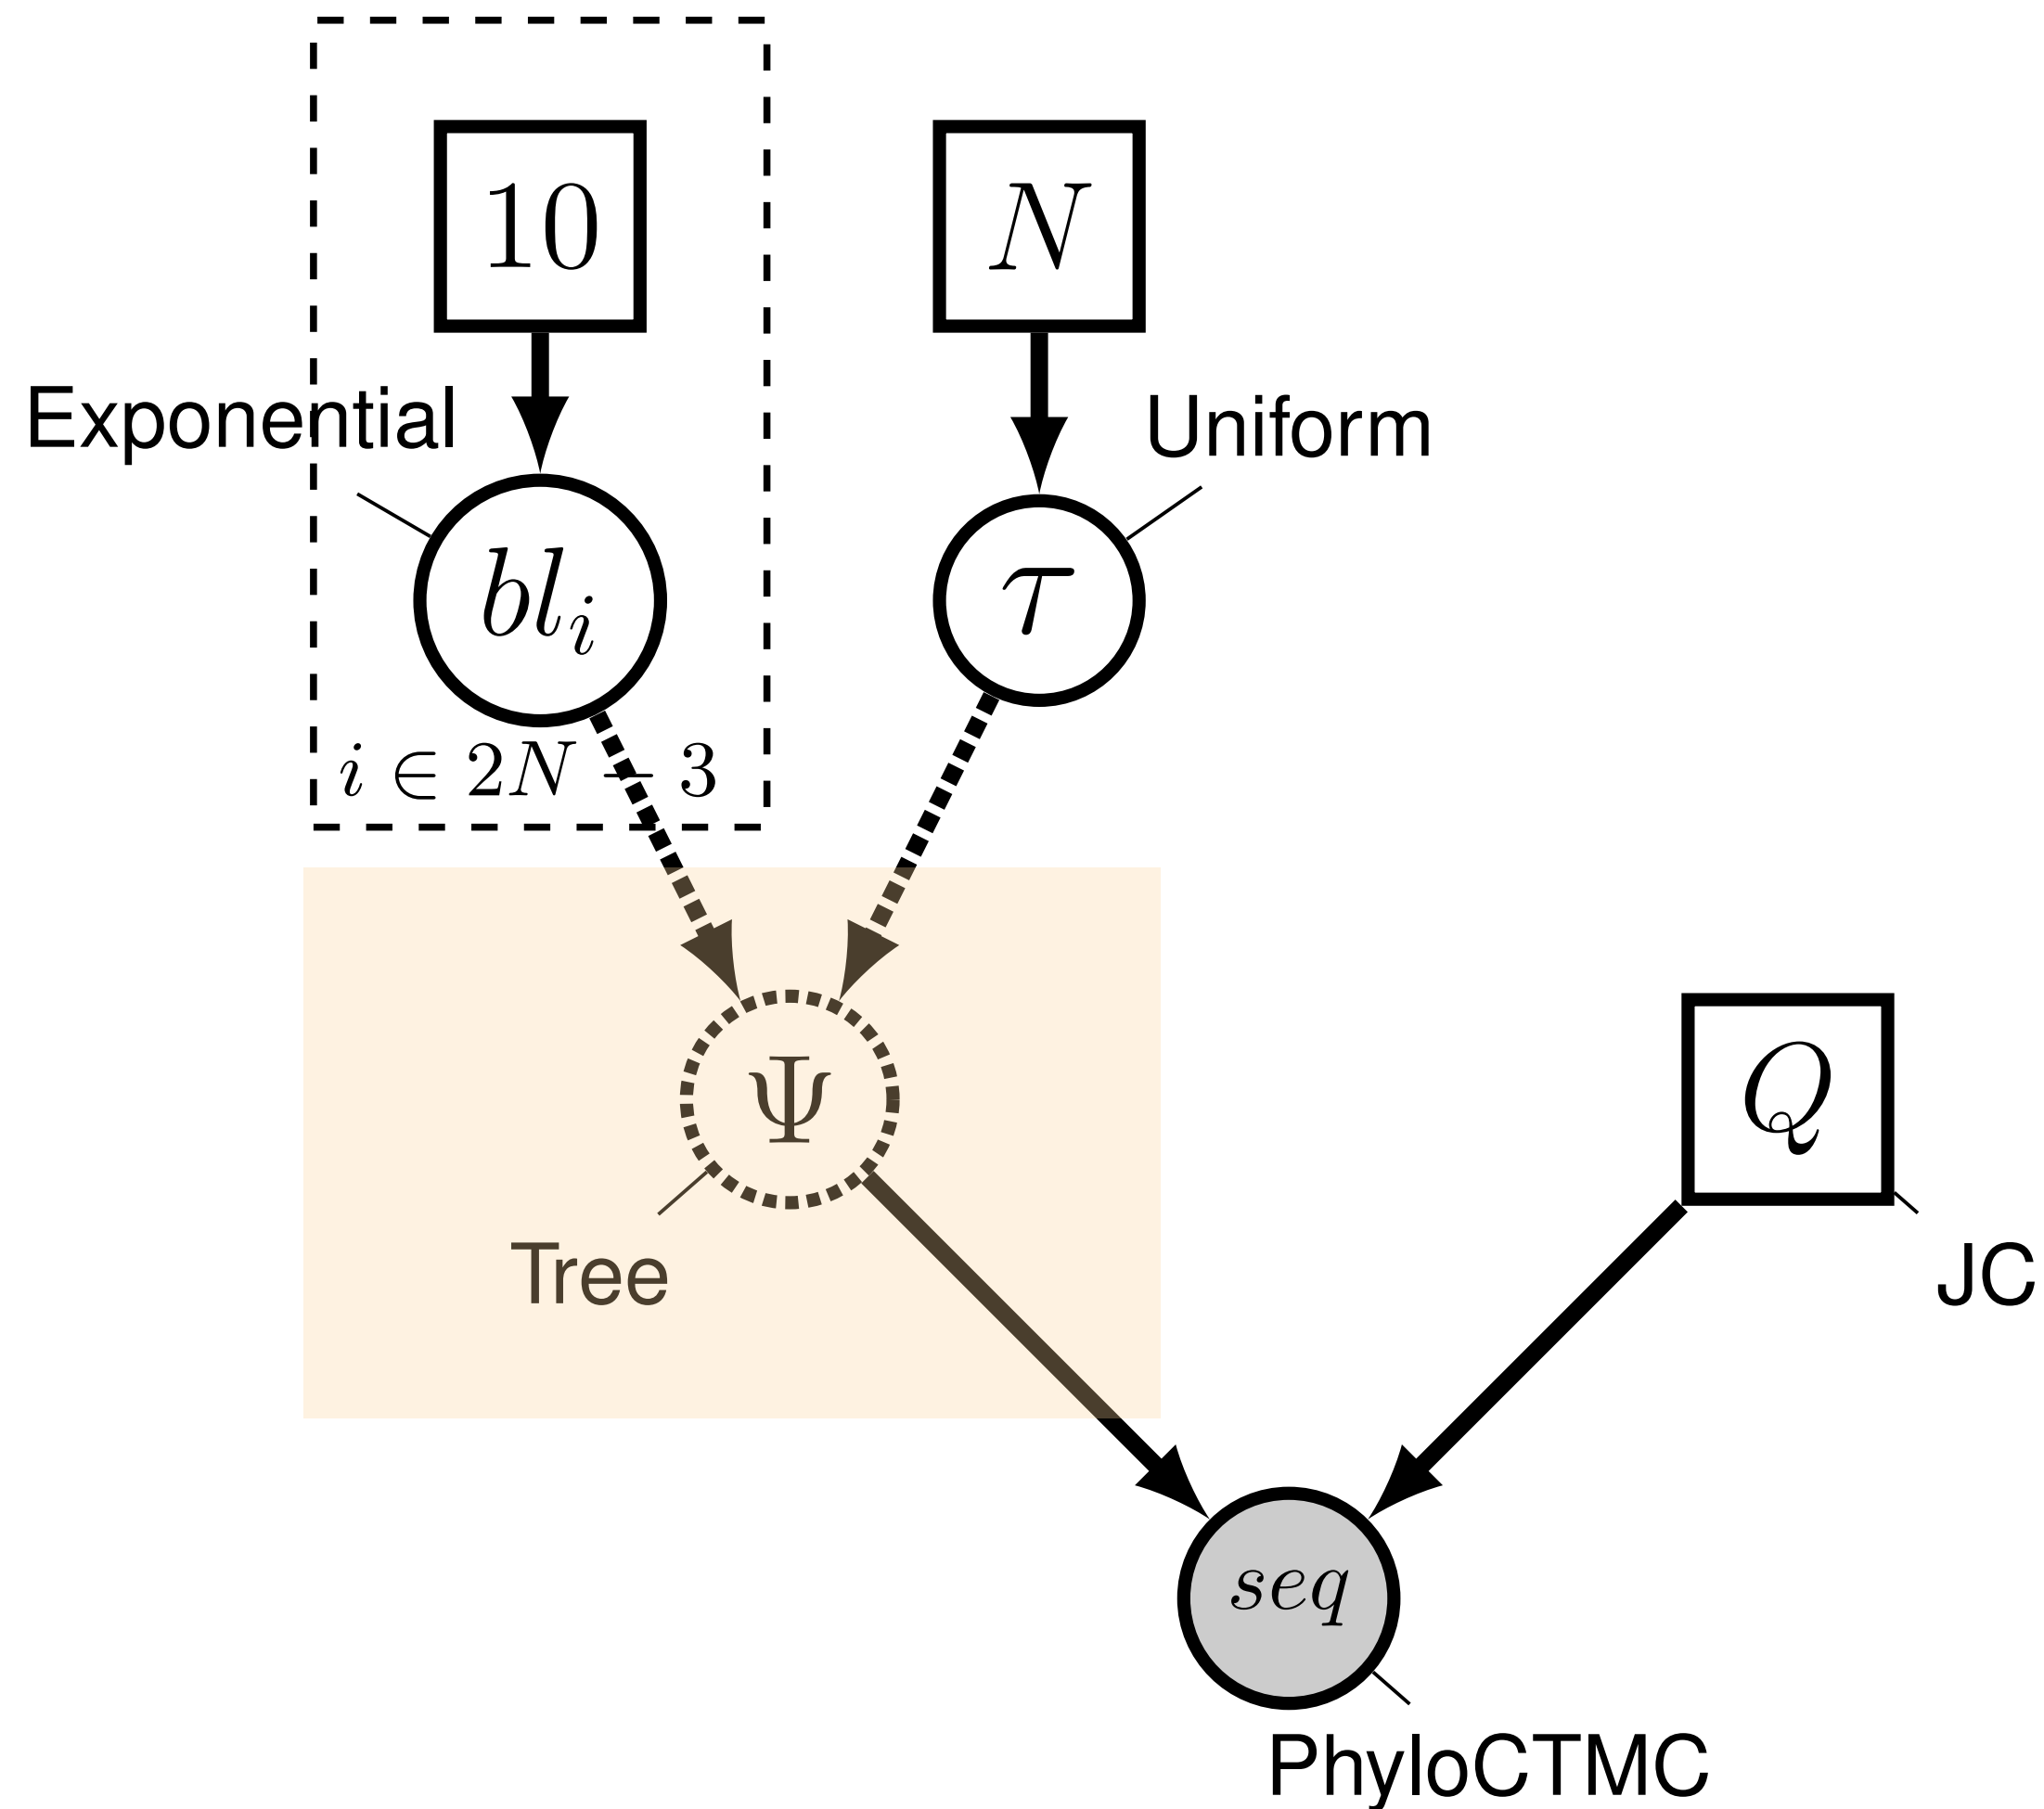 10
N
Exponential
Uniform
bl_i
τ
i ∈ 2N − 3
Ψ
Q
Tree
JC
seq
PhyloCTMC